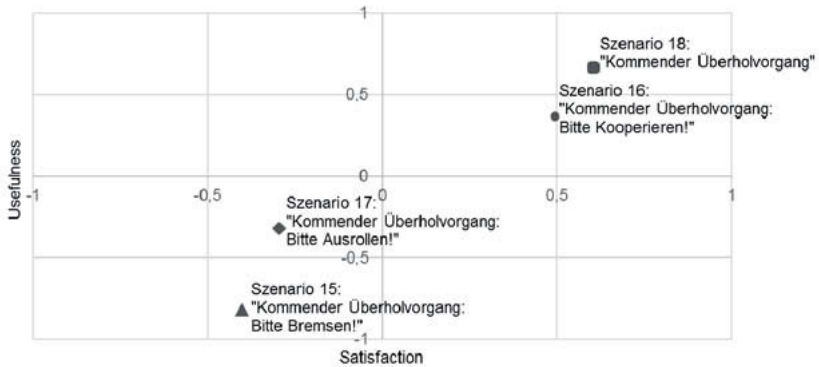 1
Szenario 18:
"Kommender Überholvorgang"
Szenario 16:
0,5
"Kommender Überholvorgang:
Bitte Kooperieren!"
Usefulness
0
-1
-0,5
0
0,5
1
Szenario 17:
"Kommender Überholvorgang:
Bitte Ausrollen!"
-0,5
Szenario 15:
"Kommender Überholvorgang:
Bitte Bremsen!"
-1
Satisfaction